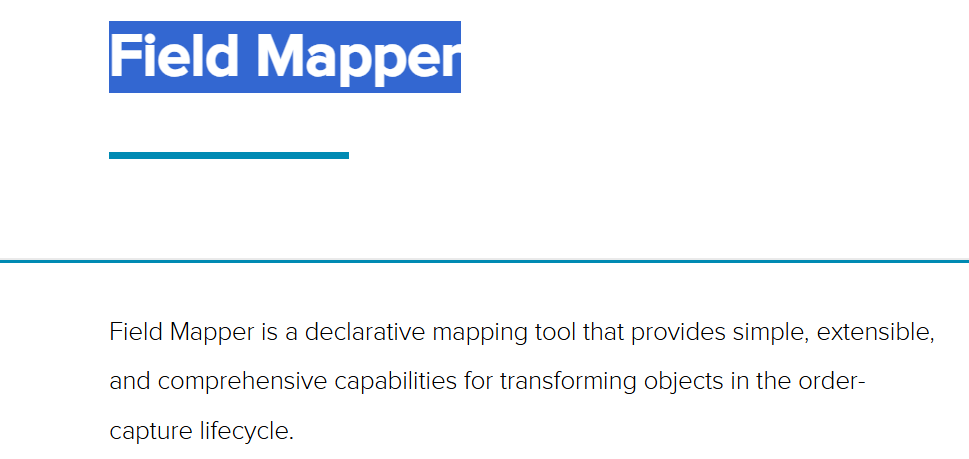 Field Mapper
Field Mapper is a declarative mapping tool that provides simple, extensible,
and comprehensive capabilities for transforming objects in the order-
capture lifecycle.